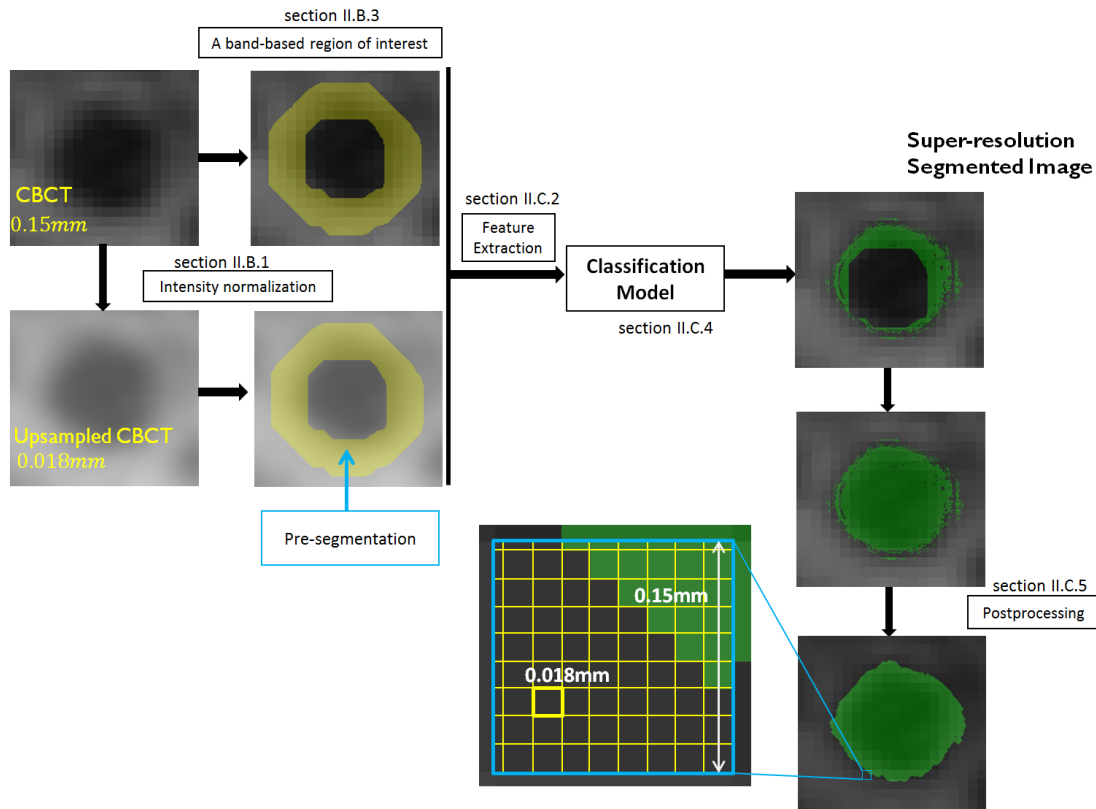 section II.B.3
A band-based region of interest
CBCT
0.15mm
section II.B.1
Intensity normalization
Upsampled CBCT
0.018mm
Pre-segmentation
section II.C.2
Feature
Extraction
Classification
Model
section II.C.4
Super-resolution
Segmented Image
section II.C.5
Postprocessing
0.15mm
0.018mm